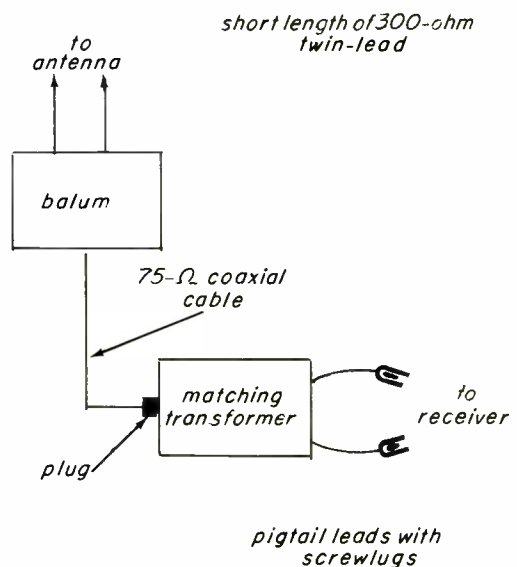 short length of 300-ohm
twin-lead
to
antenna
balum
75-Ω coaxial
cable
matching
transformer
to
receiver
plug
pigtail leads with
screwlugs